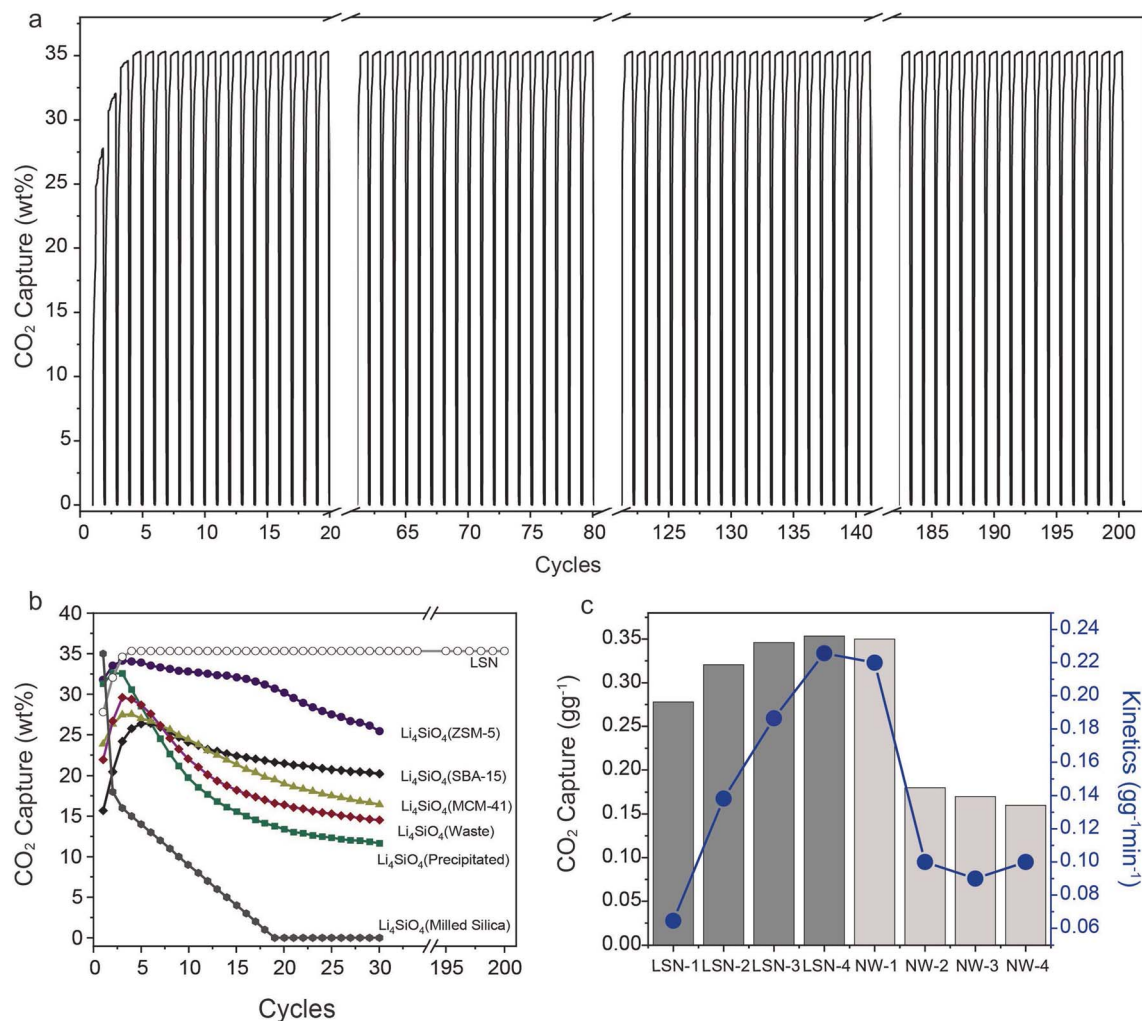 a
CO₂ Capture (wt%)
35
30
25
20
15
10
5
0
0 5 10 15 20 65 70 75 80 125 130 135 140 185 190 195 200
Cycles
b
CO₂ Capture (wt%)
40
35
30
25
20
15
10
5
0
LSN
Li₄SiO₄(ZSM-5)
Li₄SiO₄(SBA-15)
Li₄SiO₄(MCM-41)
Li₄SiO₄(Waste)
Li₄SiO₄(Precipitated)
Li₄SiO₄(Milled Silica)
0 5 10 15 20 25 30 195 200
Cycles
c
CO₂ Capture (gg⁻¹)
0.35
0.30
0.25
0.20
0.15
0.10
0.05
0.00
LSN-1 LSN-2 LSN-3 LSN-4 NW-1 NW-2 NW-3 NW-4
0.24
0.22
0.20
0.18
0.16
0.14
0.12
0.10
0.08
0.06
Kinetics (gg⁻¹min⁻¹)